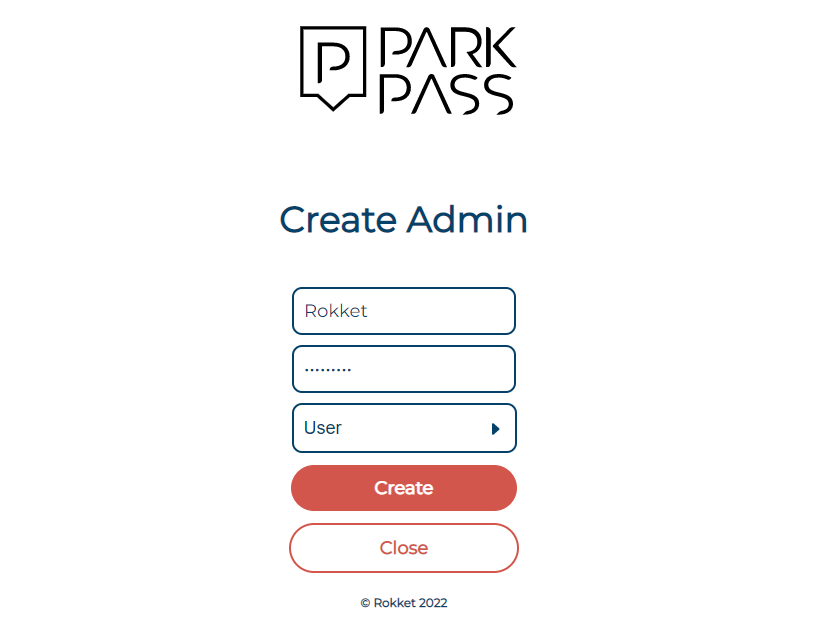 P
PARK
PASS
Create Admin
Rokket
•••••••••
User
Create
Close
© Rokket 2022